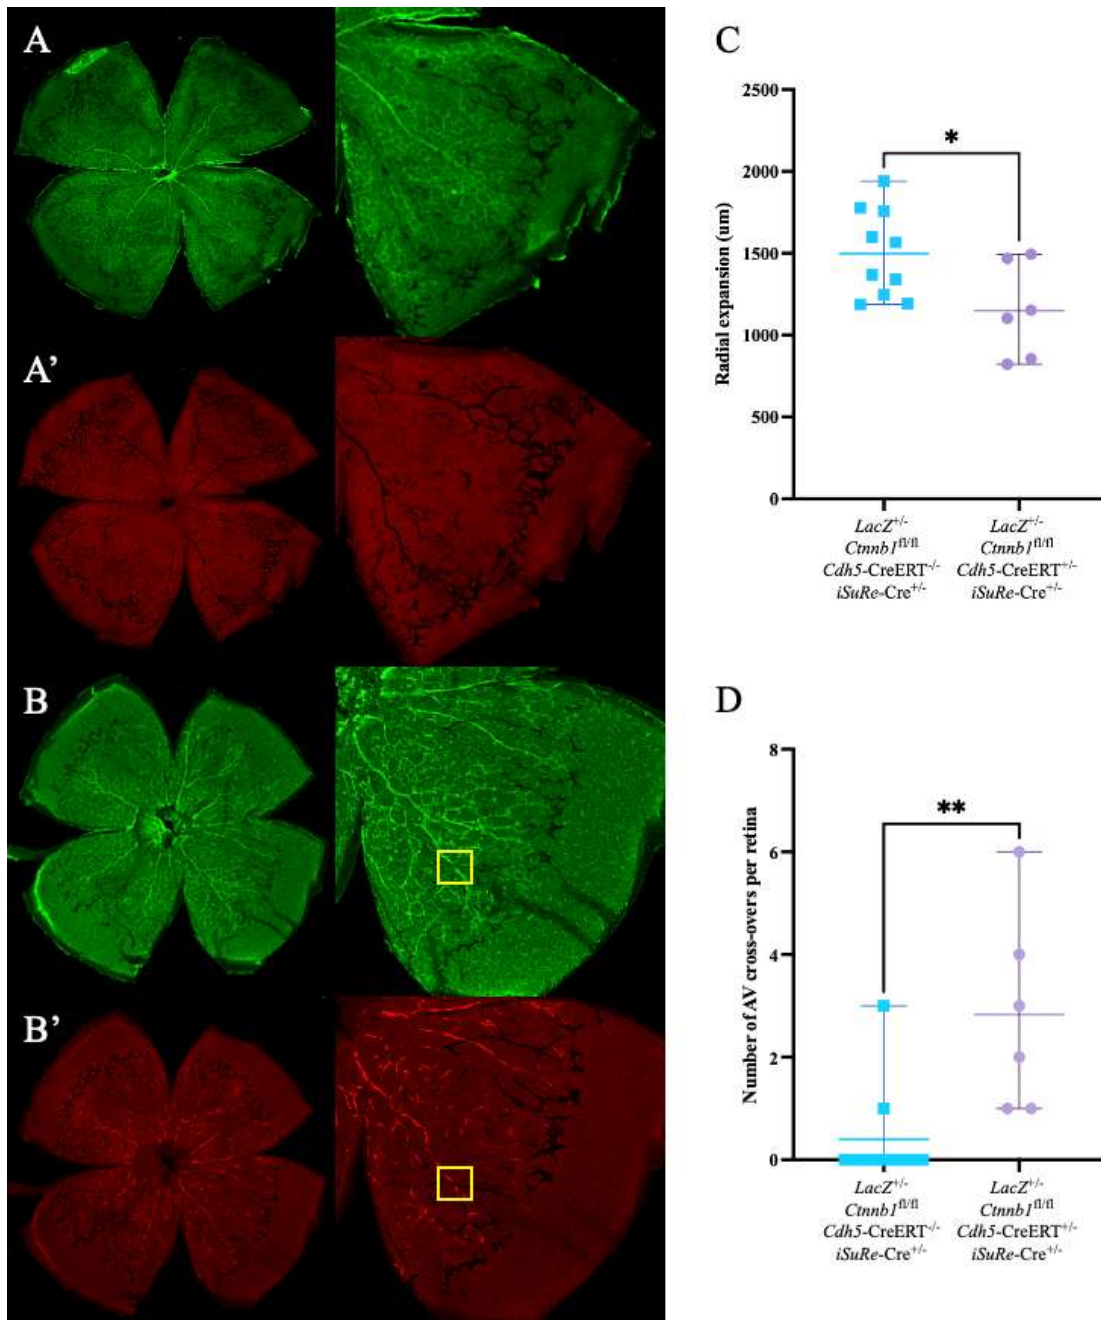 A
A’
B
B’
C
2500
2000
1500
1000
500
0
Radial expansion (um)
*
LacZ+/-
Ctnnb1fl/fl
Cdh5-CreERT-/-
iSuRe-Cre+/-
LacZ+/-
Ctnnb1fl/fl
Cdh5-CreERT+/-
iSuRe-Cre+/-
D
8
6
4
2
0
Number of AV cross-overs per retina
**
LacZ+/-
Ctnnb1fl/fl
Cdh5-CreERT-/-
iSuRe-Cre+/-
LacZ+/-
Ctnnb1fl/fl
Cdh5-CreERT+/-
iSuRe-Cre+/-